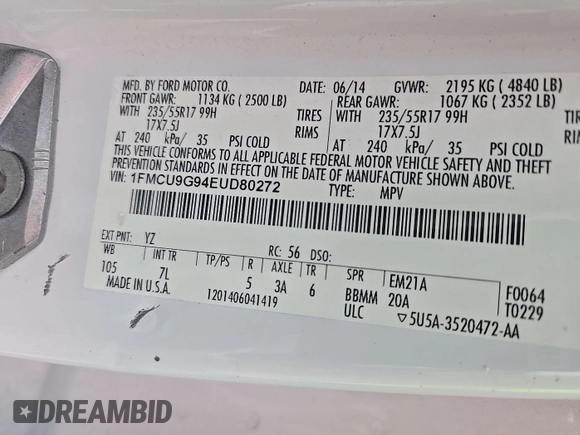 MFD. BY FORD MOTOR CO. DATE: 06/14 GVWR: 2195 KG ( 4840 LB)
FRONT GAWR: 1134 KG ( 2500 LB) REAR GAWR: 1067 KG ( 2352 LB)
WITH 235/55R17 99H TIRES WITH 235/55R17 99H TIRES
17X7.5J RIMS 17X7.5J RIMS
AT 240 kPa/ 35 PSI COLD AT 240 kPa/ 35 PSI COLD
THIS VEHICLE CONFORMS TO ALL APPLICABLE FEDERAL MOTOR VEHICLE SAFETY AND THEFT
PREVENTION STANDARDS IN EFFECT ON THE DATE OF MANUFACTURE SHOWN ABOVE.
VIN: 1FMCU9G94EUD80272 TYPE: MPV
EXT PNT: YZ RC: 56 DSO:
WB INT TR TP/PS R AXLE TR SPR EM21A F0064
105 7L 5 3A 6 BBMM 20A T0229
MADE IN U.S.A. 1201406041419 ULC 5U5A-3520472-AA
DREAMBID